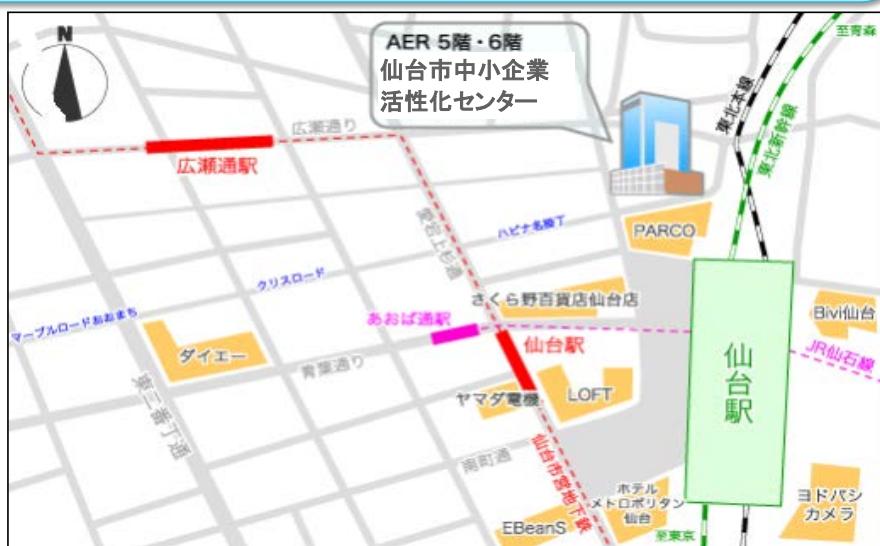 N
AER 5階・6階
仙台市中小企業
活性化センター
至青森
東北本線
東北新幹線
広瀬通り
広瀬通駅
愛宕上杉通
ハピナ名掛丁
PARCO
クリスロード
さくら野百貨店仙台店
マーブルロードおおまち
あおば通駅
Bivi仙台
ダイエー
仙台駅
JR仙石線
青葉通り
仙台駅
ヤマダ電機
LOFT
東二番丁通
南町通
仙台市営地下鉄
ホテル
メトロポリタン
仙台
ヨドバシ
カメラ
EBeanS
至東京